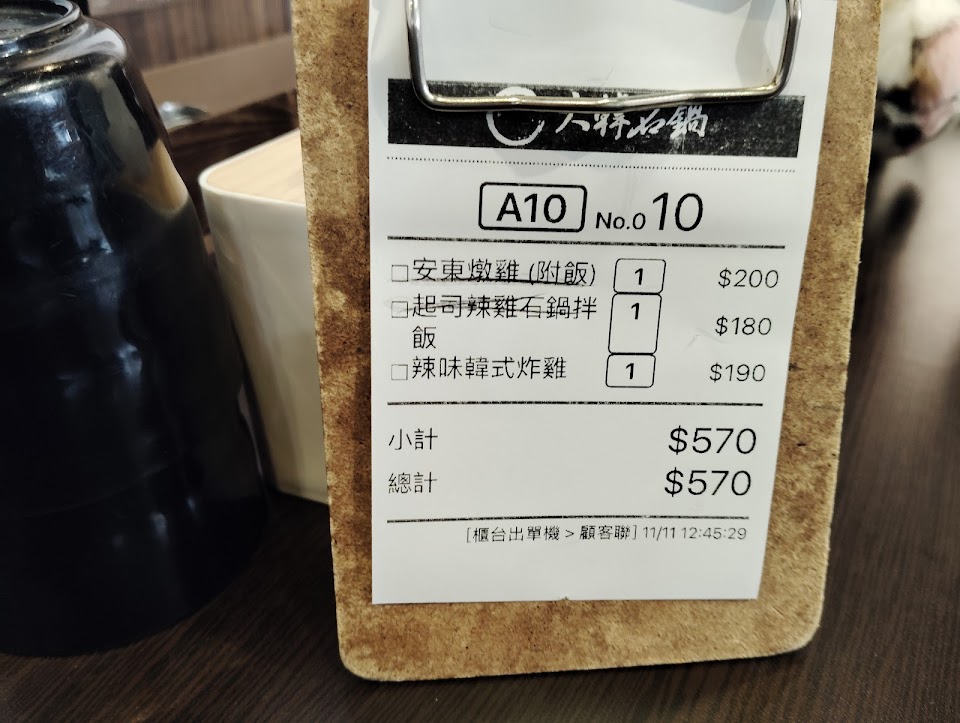 石鍋
A10 No.0 10
□安東燉雞 (附飯) 1 $200
□起司辣雞石鍋拌飯 1 $180
□辣味韓式炸雞 1 $190
小計 $570
總計 $570
[櫃台出單機 > 顧客聯] 11/11 12:45:29